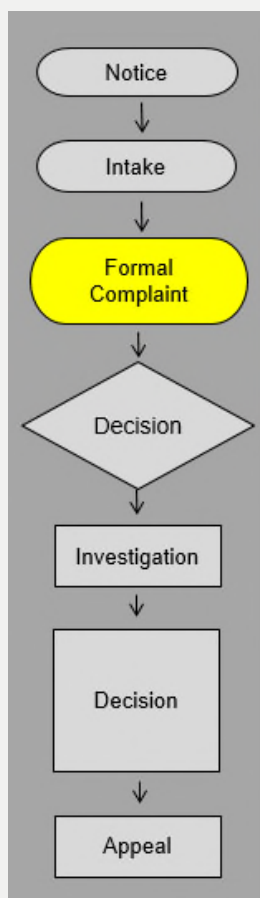 Notice
Intake
Formal
Complaint
Decision
Investigation
Decision
Appeal